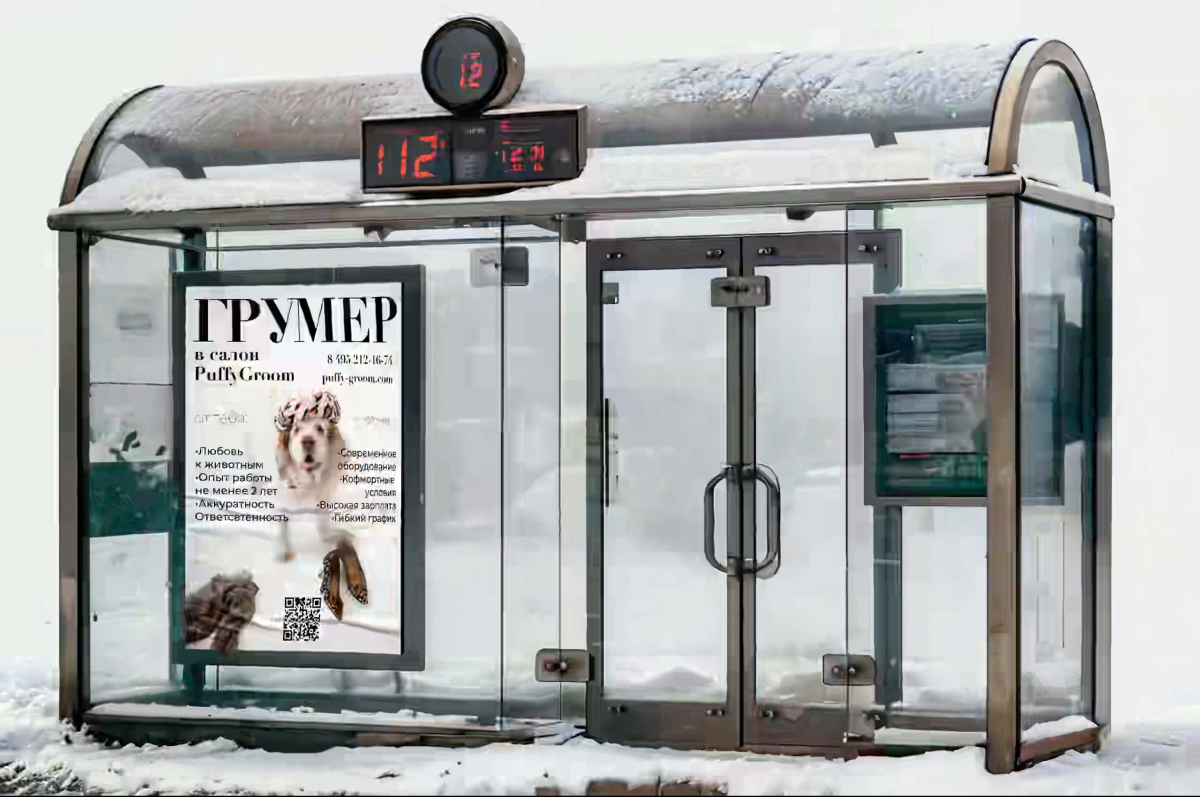 12
112
ГРУМЕР
в салон
8 495 212-16-74
PuffyGroom
puffy-groom.com
-Любовь
к животным
-Опыт работы
не менее 2 лет
-Аккуратность
Ответсвтенность
-Современное
оборудование
-Комфортные
условия
-Высокая зарплата
-Гибкий график